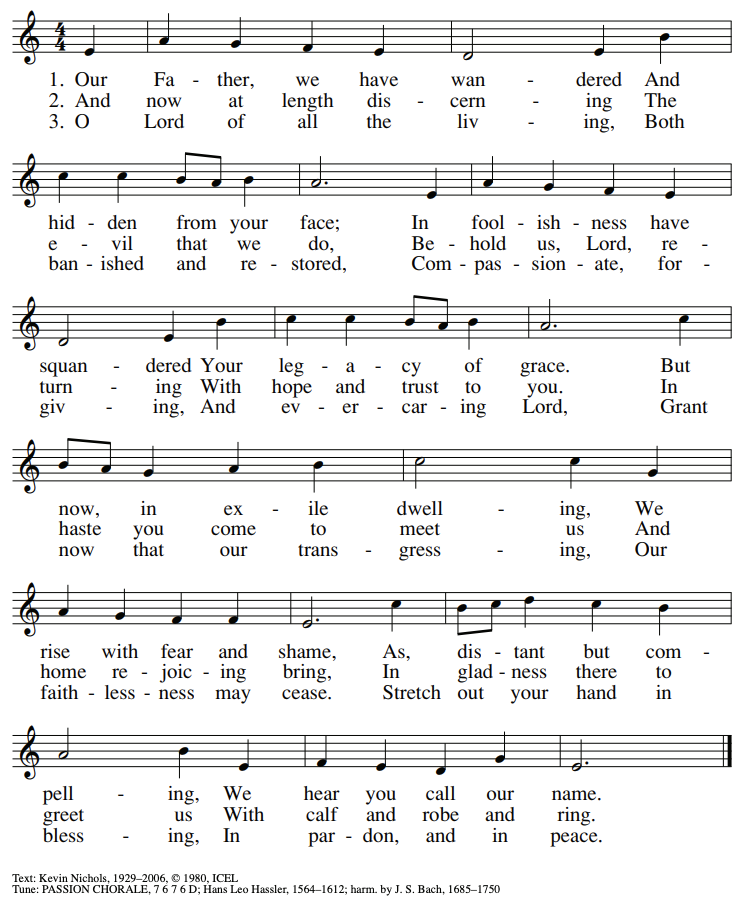 4
4
1. Our Fa - ther, we have wan - dered And
2. And now at length dis - cern - ing The
3. O Lord of all the liv - ing, Both
hid - den from your face; In fool - ish - ness have
e - vil that we do, Be - hold us, Lord, re -
ban - ished and re - stored, Com - pas - sion - ate, for -
squan - dered Your leg - a - cy of grace. But
turn - ing With hope and trust to you. In
giv - ing, And ev - er - car - ing Lord, Grant
now, in ex - ile dwell - ing, We
haste you come to meet us And
now that our trans - gress - ing, Our
rise with fear and shame, As, dis - tant but com -
home re - joic - ing bring, In glad - ness there to
faith - less - ness may cease. Stretch out your hand in
pell - ing, We hear you call our name.
greet us With calf and robe and ring.
bless - ing, In par - don, and in peace.
Text: Kevin Nichols, 1929–2006, © 1980, ICEL
Tune: PASSION CHORALE, 7 6 7 6 D; Hans Leo Hassler, 1564–1612; harm. by J. S. Bach, 1685–1750